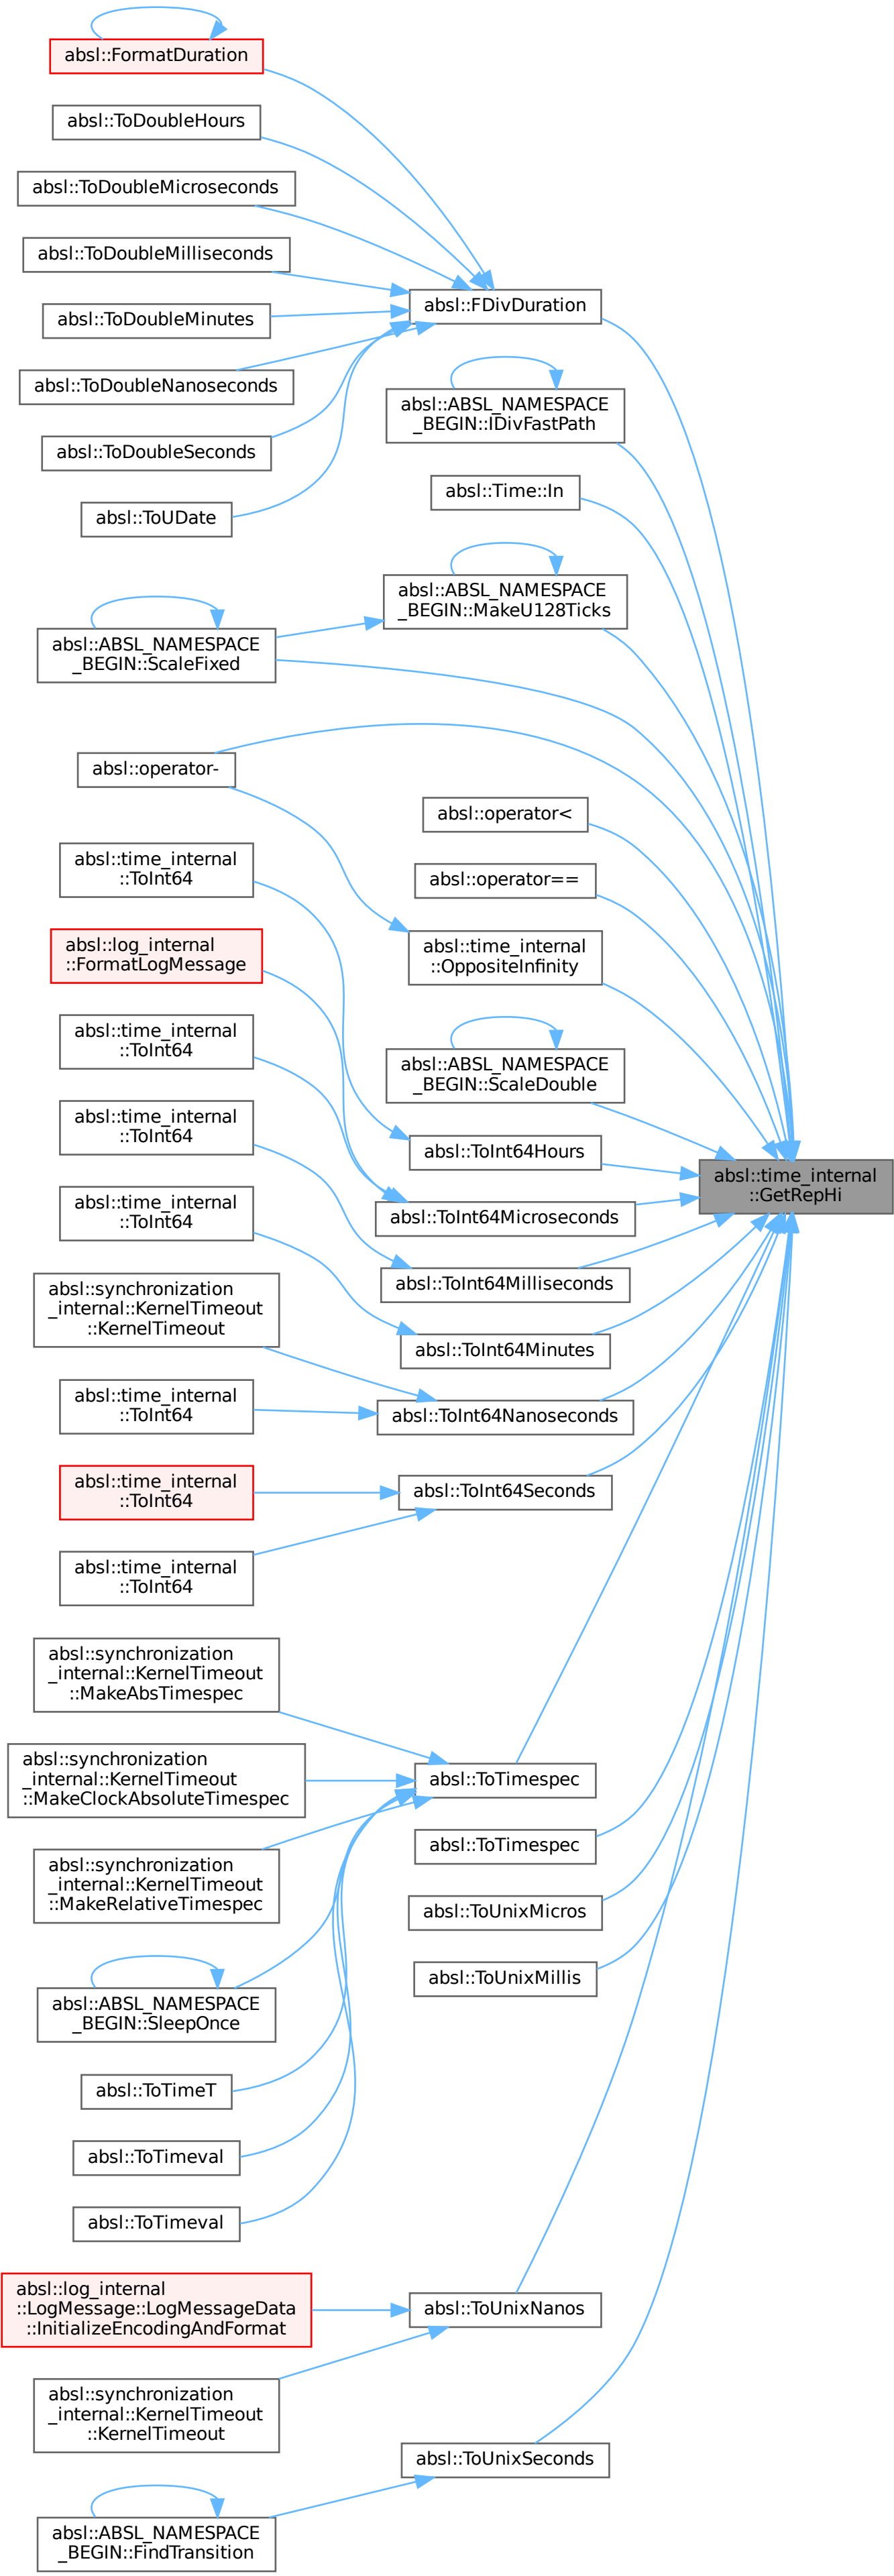 absl::FormatDuration
absl::ToDoubleHours
absl::ToDoubleMicroseconds
absl::ToDoubleMilliseconds
absl::FDivDuration
absl::ToDoubleMinutes
absl::ToDoubleNanoseconds
absl::ABSL_NAMESPACE
_BEGIN::IDivFastPath
absl::ToDoubleSeconds
absl::Time::In
absl::ToUDate
absl::ABSL_NAMESPACE
_BEGIN::MakeU128Ticks
absl::ABSL_NAMESPACE
_BEGIN::ScaleFixed
absl::operator-
absl::operator<
absl::time_internal
::ToInt64
absl::operator==
absl::log_internal
::FormatLogMessage
absl::time_internal
::OppositeInfinity
absl::time_internal
::ToInt64
absl::ABSL_NAMESPACE
_BEGIN::ScaleDouble
absl::time_internal
::ToInt64
absl::ToInt64Hours
absl::time_internal
::GetRepHi
absl::time_internal
::ToInt64
absl::ToInt64Microseconds
absl::ToInt64Milliseconds
absl::synchronization
_internal::KernelTimeout
::KernelTimeout
absl::ToInt64Minutes
absl::time_internal
::ToInt64
absl::ToInt64Nanoseconds
absl::time_internal
::ToInt64
absl::ToInt64Seconds
absl::time_internal
::ToInt64
absl::synchronization
_internal::KernelTimeout
::MakeAbsTimespec
absl::synchronization
_internal::KernelTimeout
::MakeClockAbsoluteTimespec
absl::ToTimespec
absl::ToTimespec
absl::synchronization
_internal::KernelTimeout
::MakeRelativeTimespec
absl::ToUnixMicros
absl::ToUnixMillis
absl::ABSL_NAMESPACE
_BEGIN::SleepOnce
absl::ToTimeT
absl::ToTimeval
absl::ToTimeval
absl::log_internal
::LogMessage::LogMessageData
::InitializeEncodingAndFormat
absl::ToUnixNanos
absl::synchronization
_internal::KernelTimeout
::KernelTimeout
absl::ToUnixSeconds
absl::ABSL_NAMESPACE
_BEGIN::FindTransition